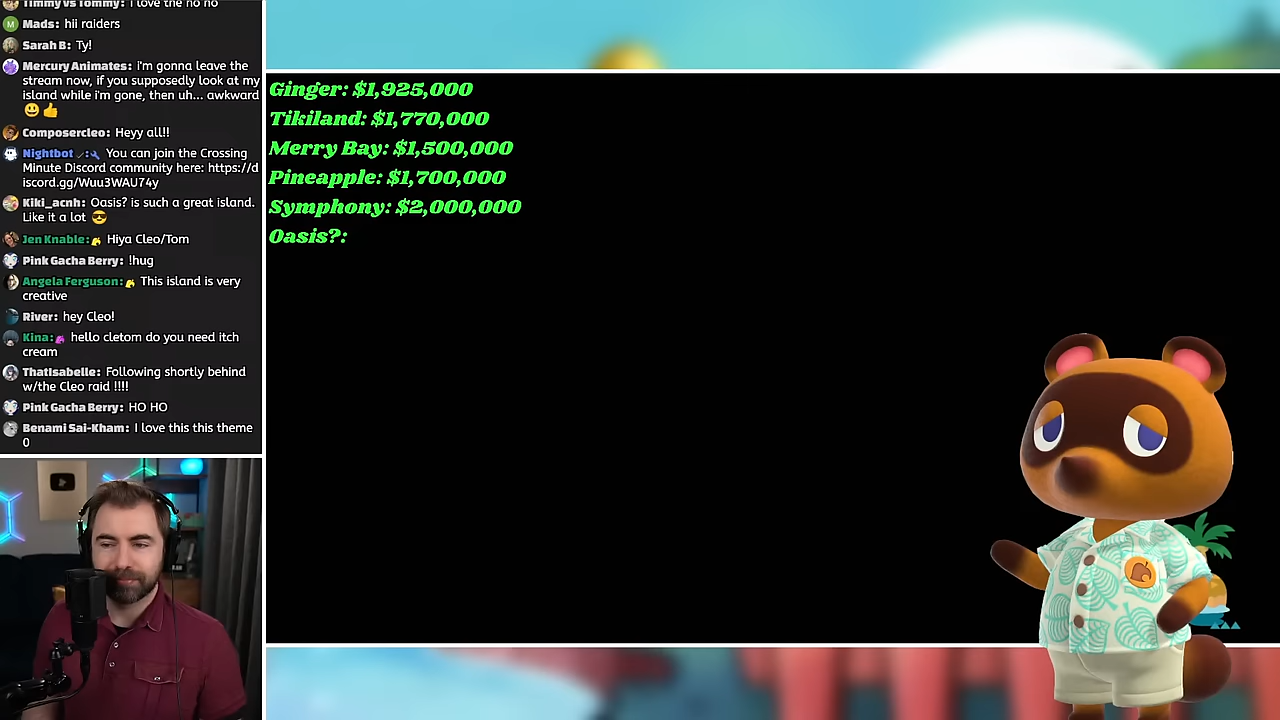 Timmy vs Tommy: I love the no no
Mads: hii raiders
Sarah B: Ty!
Mercury Animates: i'm gonna leave the
stream now, if you supposedly look at my
island while i'm gone, then uh... awkward
😃👍
Composercleo: Heyy all!!
Nightbot: You can join the Crossing
Minute Discord community here: https://d
iscord.gg/Wuu3WAU74y
Kiki_acnh: Oasis? is such a great island.
Like it a lot 😎
Jen Knable: Hiya Cleo/Tom
Pink Gacha Berry: !hug
Angela Ferguson: This island is very
creative
River: hey Cleo!
Kina: hello cletom do you need itch
cream
ThatIsabelle: Following shortly behind
w/the Cleo raid !!!!
Pink Gacha Berry: HO HO
Benami Sai-Kham: I love this this theme
0
Ginger: $1,925,000
Tikiland: $1,770,000
Merry Bay: $1,500,000
Pineapple: $1,700,000
Symphony: $2,000,000
Oasis?: